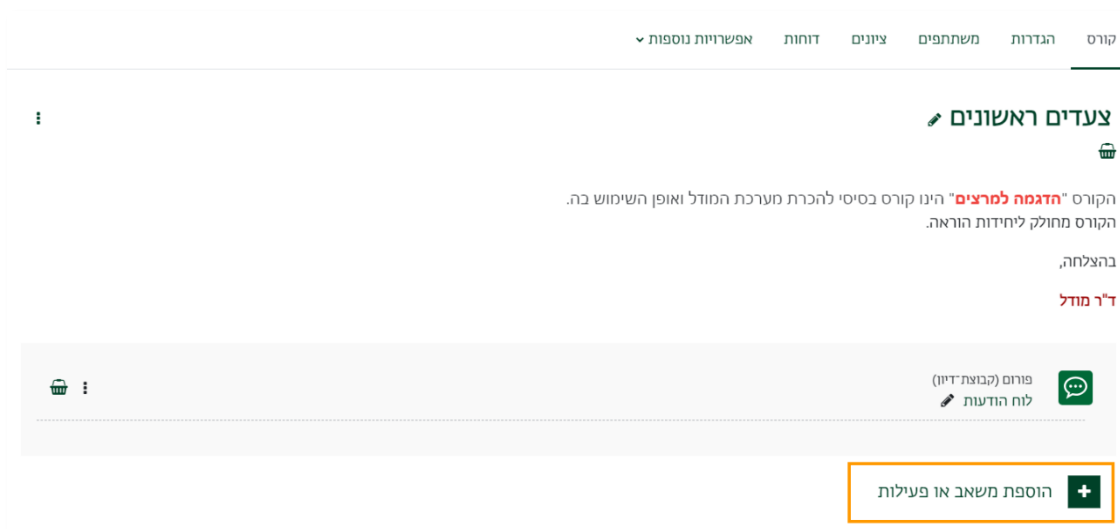 קורס הגדרות משתתפים ציונים דוחות אפשרויות נוספות
צעדים ראשונים
הקורס "הדגמה למרצים" הינו קורס בסיסי להכרת מערכת המודל ואופן השימוש בה.
הקורס מחולק ליחידות הוראה.
בהצלחה,
ד"ר מודל
פורום (קבוצת־דיון)
לוח הודעות
הוספת משאב או פעילות